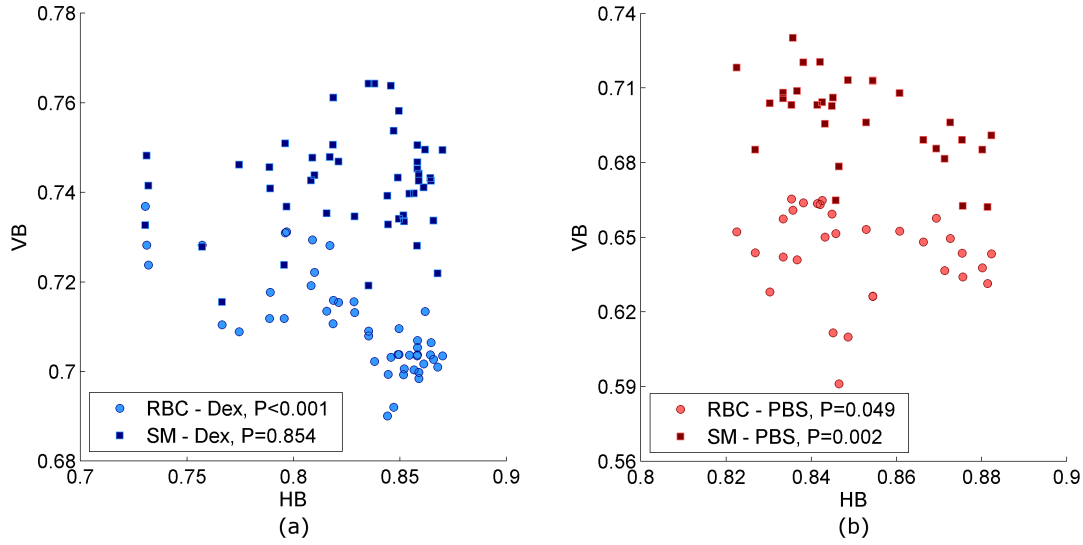 0.78
0.76
0.74
0.72
0.7
0.68
VB
RBC - Dex, P<0.001
SM - Dex, P=0.854
0.7
0.75
0.8
0.85
0.9
HB
(a)
0.74
0.71
0.68
0.65
0.62
0.59
0.56
VB
RBC - PBS, P=0.049
SM - PBS, P=0.002
0.8
0.82
0.84
0.86
0.88
0.9
HB
(b)